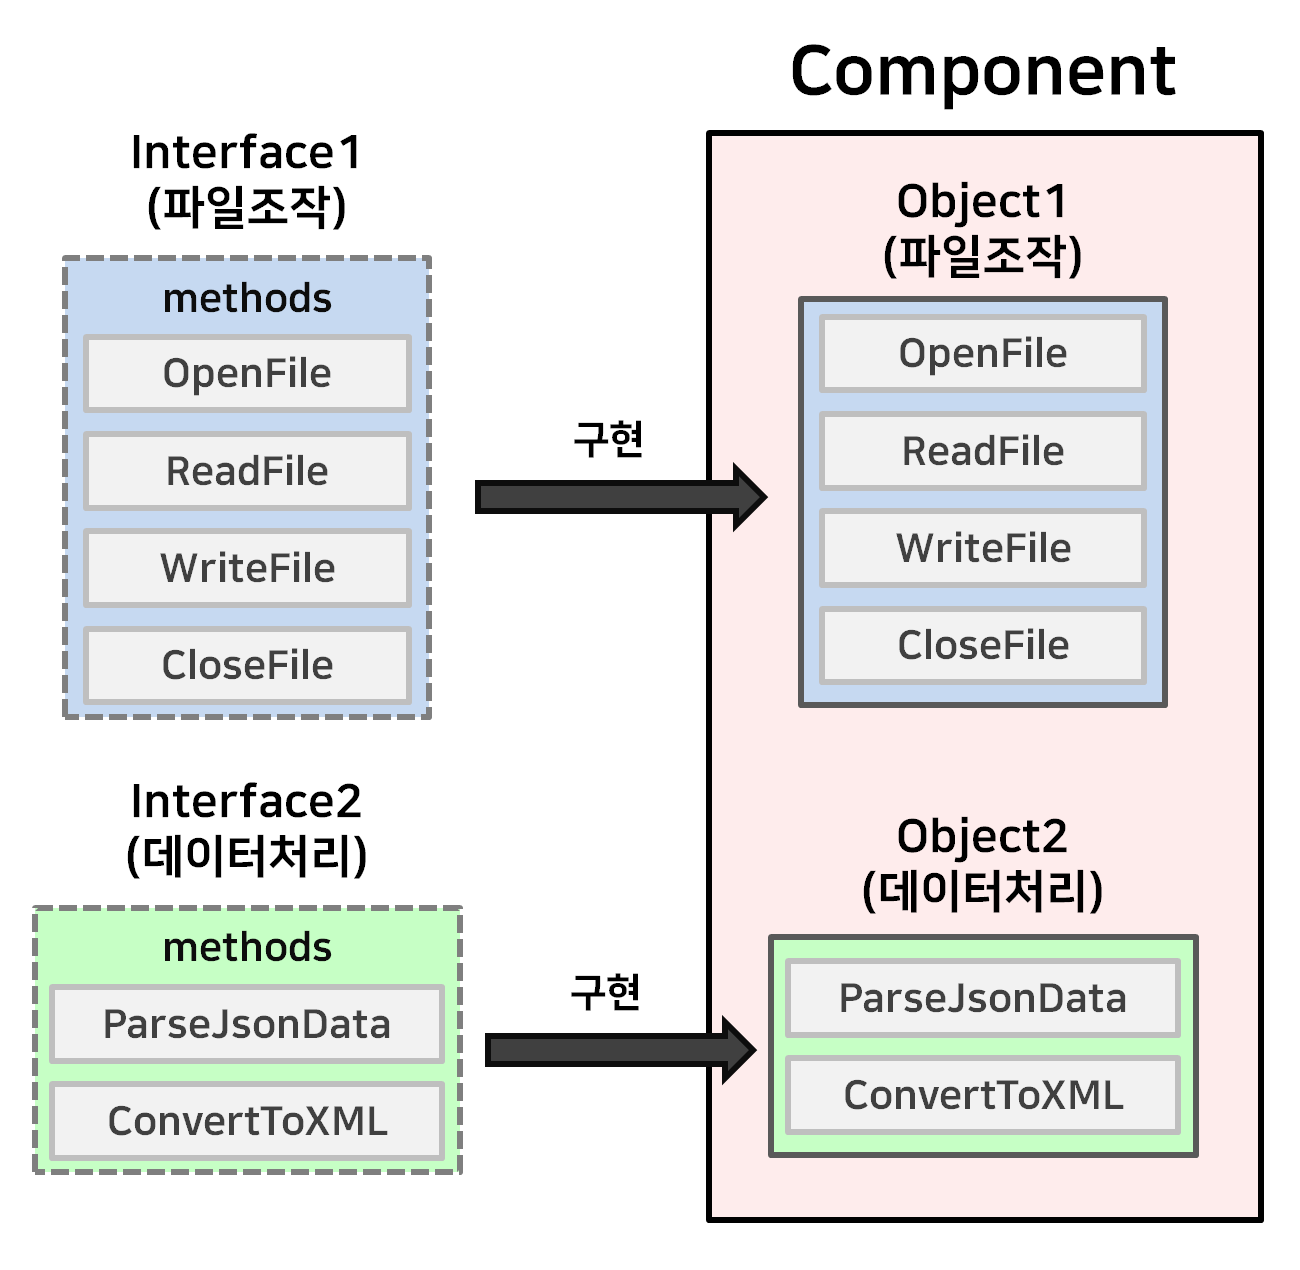 Component
Interface1
(파일조작)
methods
OpenFile
ReadFile
WriteFile
CloseFile
구현
Object1
(파일조작)
OpenFile
ReadFile
WriteFile
CloseFile
Interface2
(데이터처리)
methods
ParseJsonData
ConvertToXML
구현
Object2
(데이터처리)
ParseJsonData
ConvertToXML